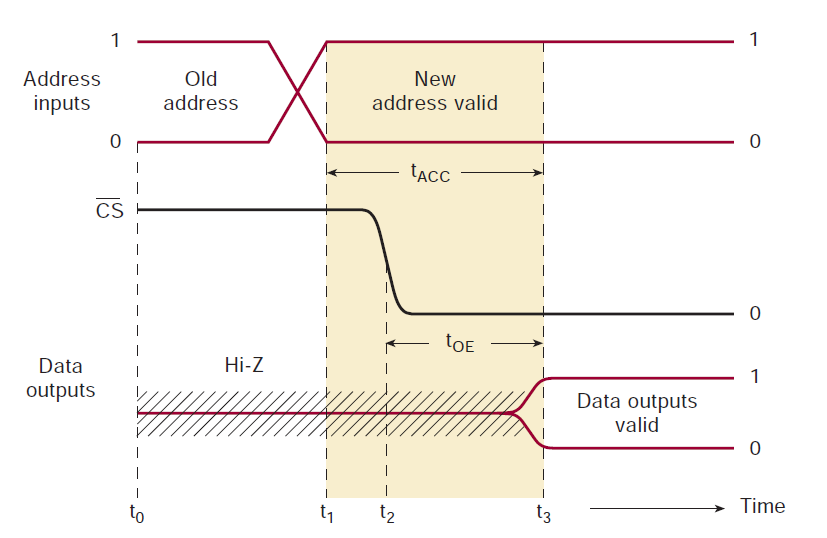 1
1
Address
inputs
Old
address
New
address valid
0
0
tACC
CS
0
tOE
Data
outputs
Hi-Z
1
Data outputs
valid
0
t0
t1
t2
t3
Time